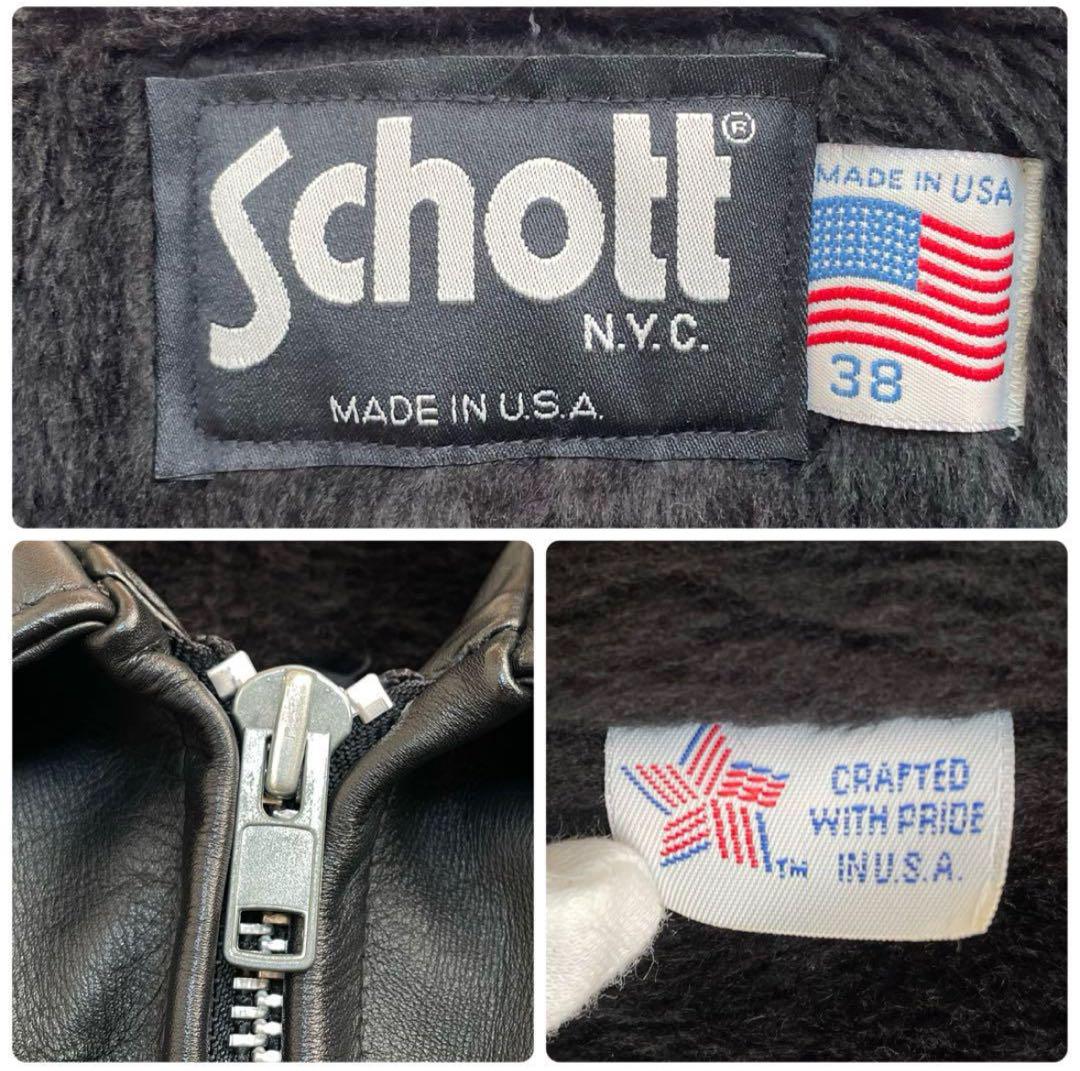 Schott®
N.Y.C.
MADE IN U.S.A.
MADE IN USA
38
CRAFTED
WITH PRIDE
TM IN U.S.A.